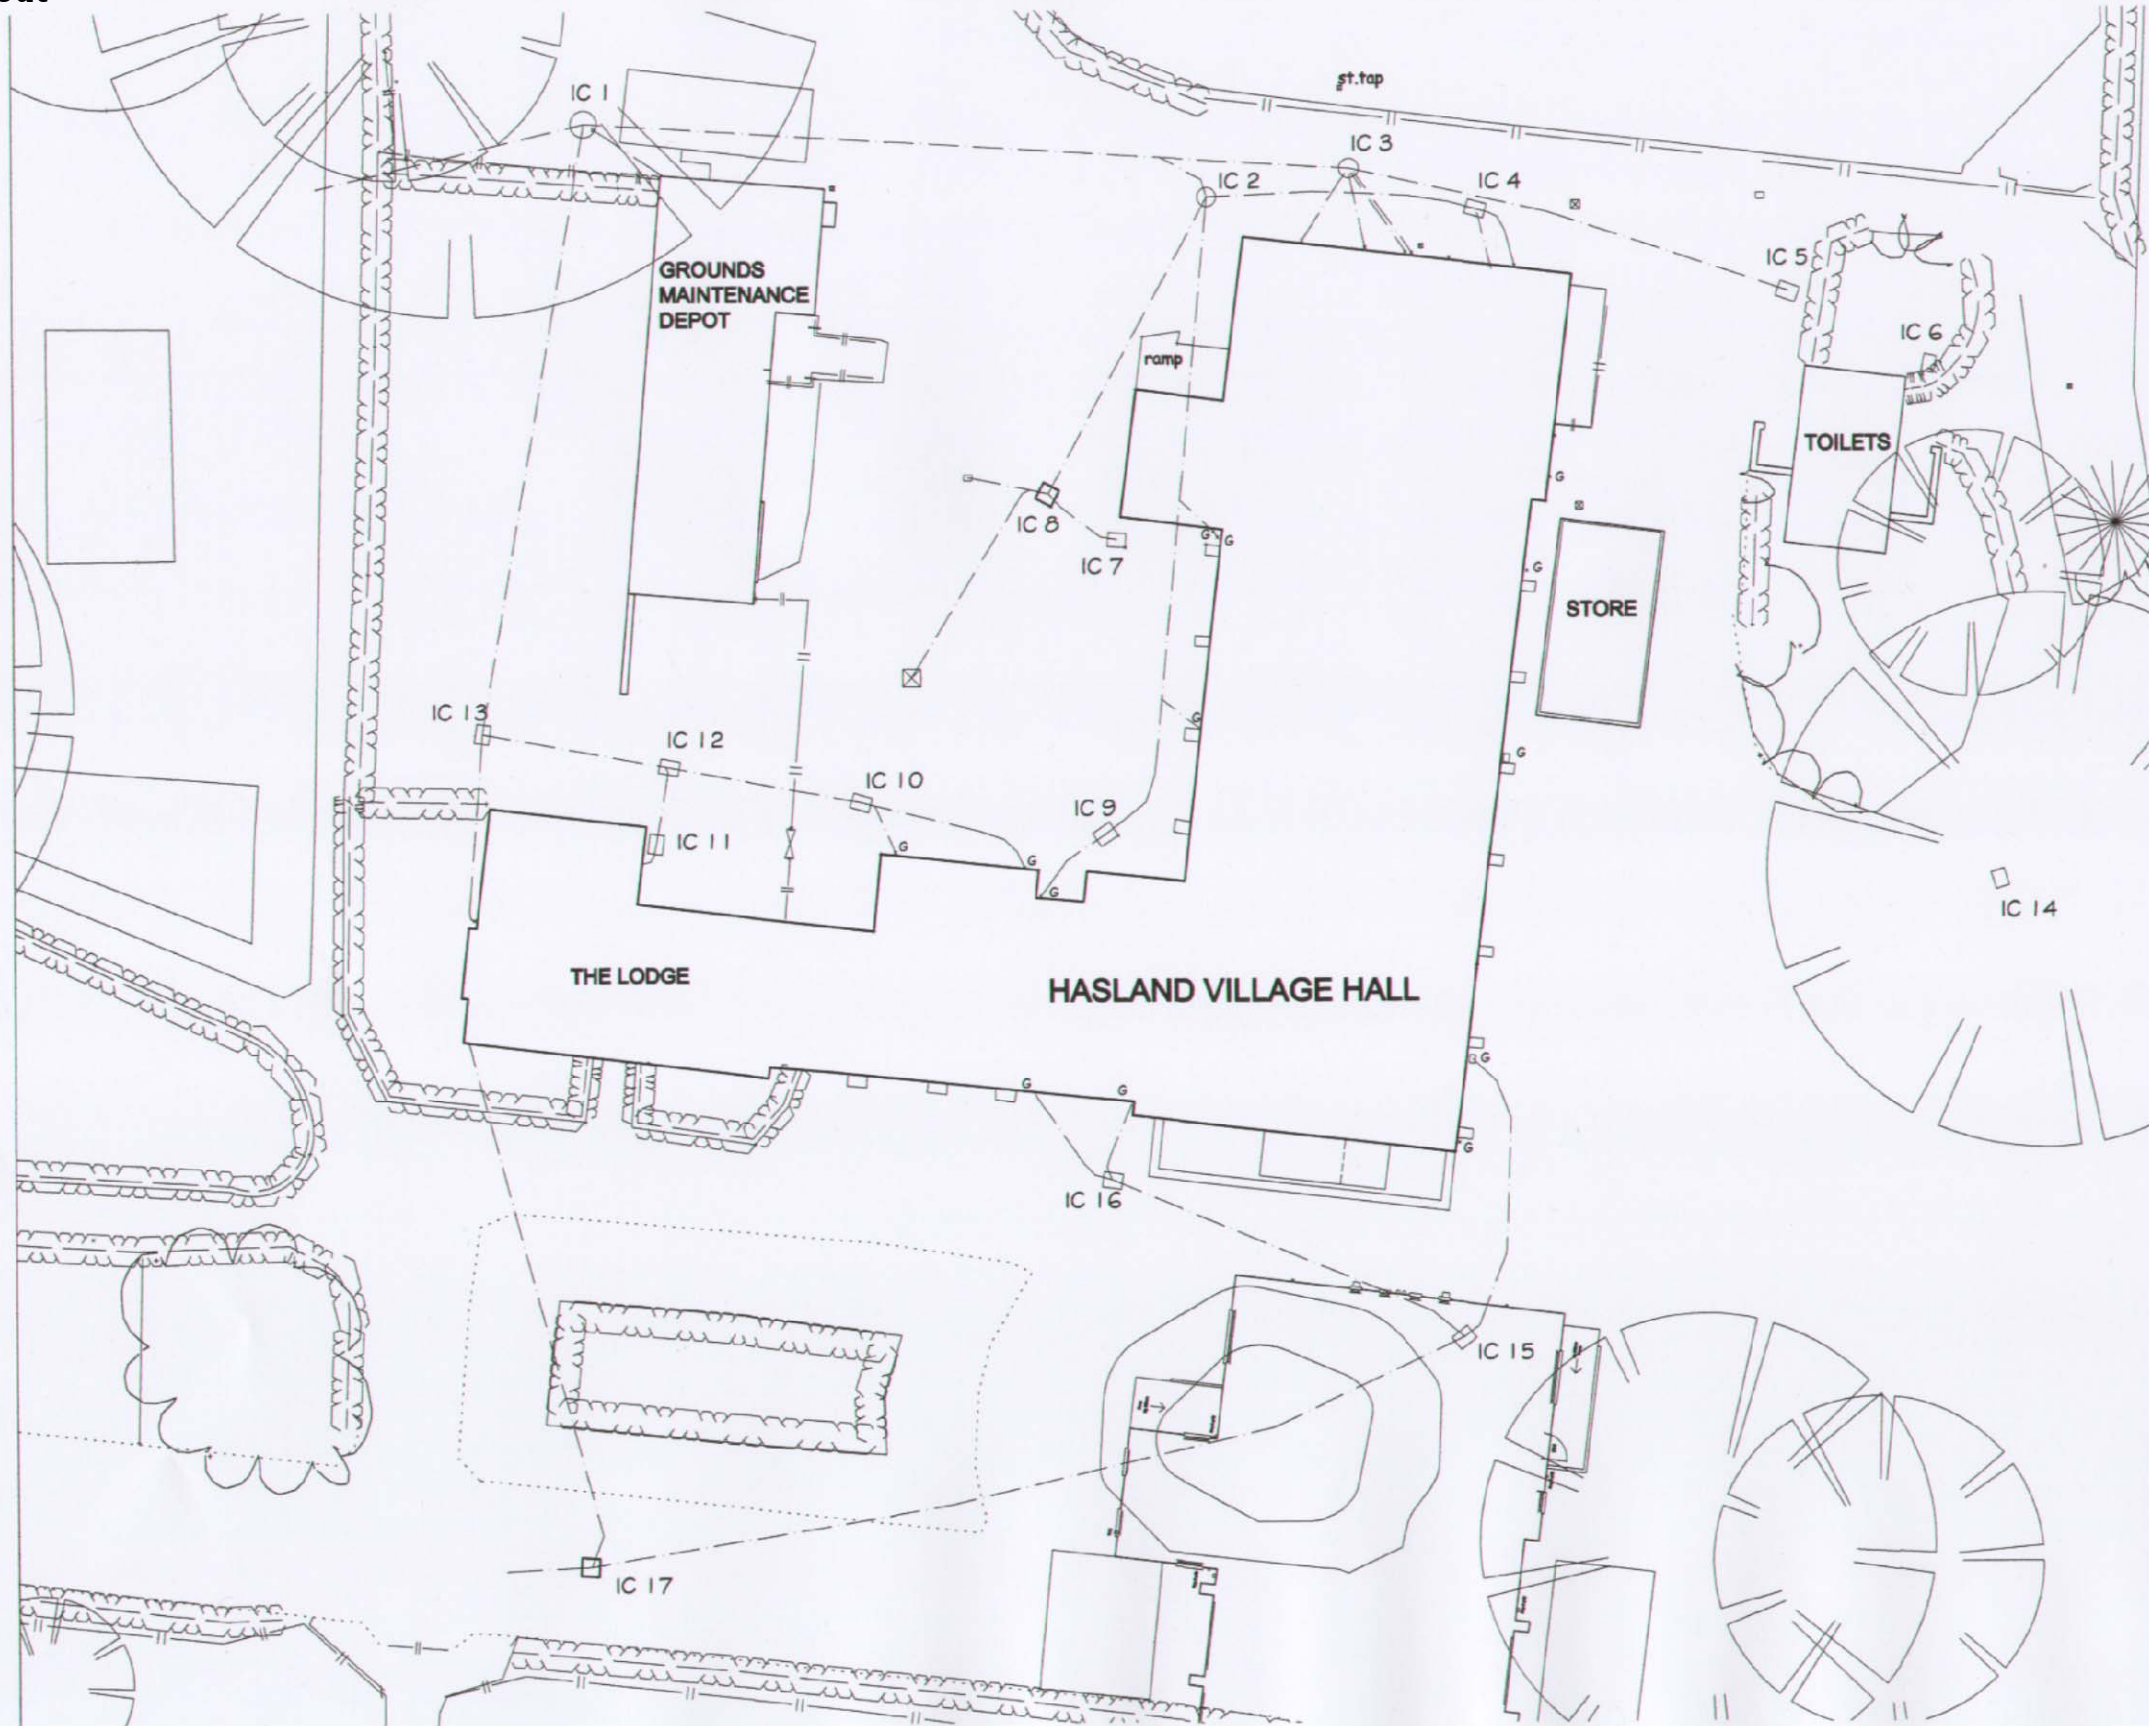 out
st.tap
IC 1
IC 3
IC 2
IC 4
IC 5
GROUNDS
MAINTENANCE
DEPOT
IC 6
ramp
TOILETS
G
IC 8
G
G
IC 7
G
STORE
IC 13
G
IC 12
G
IC 10
IC 9
IC 11
G
G
G
IC 14
THE LODGE
HASLAND VILLAGE HALL
G
G
G
G
IC 16
IC 15
IC 17